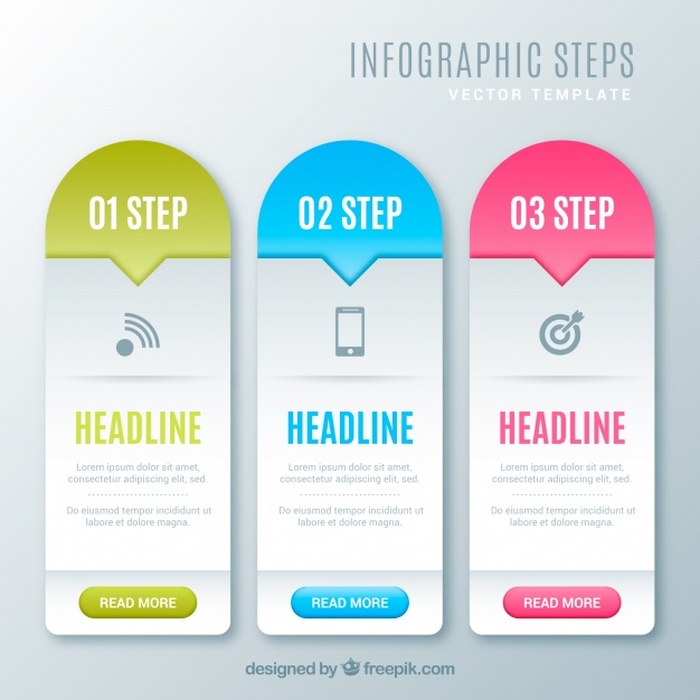 INFOGRAPHIC STEPS
VECTOR TEMPLATE
01 STEP
HEADLINE
Lorem ipsum dolor sit amet,
consectetur adipiscing elit, sed.
Do eiusmod tempor incididunt ut
labore et dolore magna.
READ MORE
02 STEP
HEADLINE
Lorem ipsum dolor sit amet,
consectetur adipiscing elit, sed.
Do eiusmod tempor incididunt ut
labore et dolore magna.
READ MORE
03 STEP
HEADLINE
Lorem ipsum dolor sit amet,
consectetur adipiscing elit, sed.
Do eiusmod tempor incididunt ut
labore et dolore magna.
READ MORE
designed by freepik.com